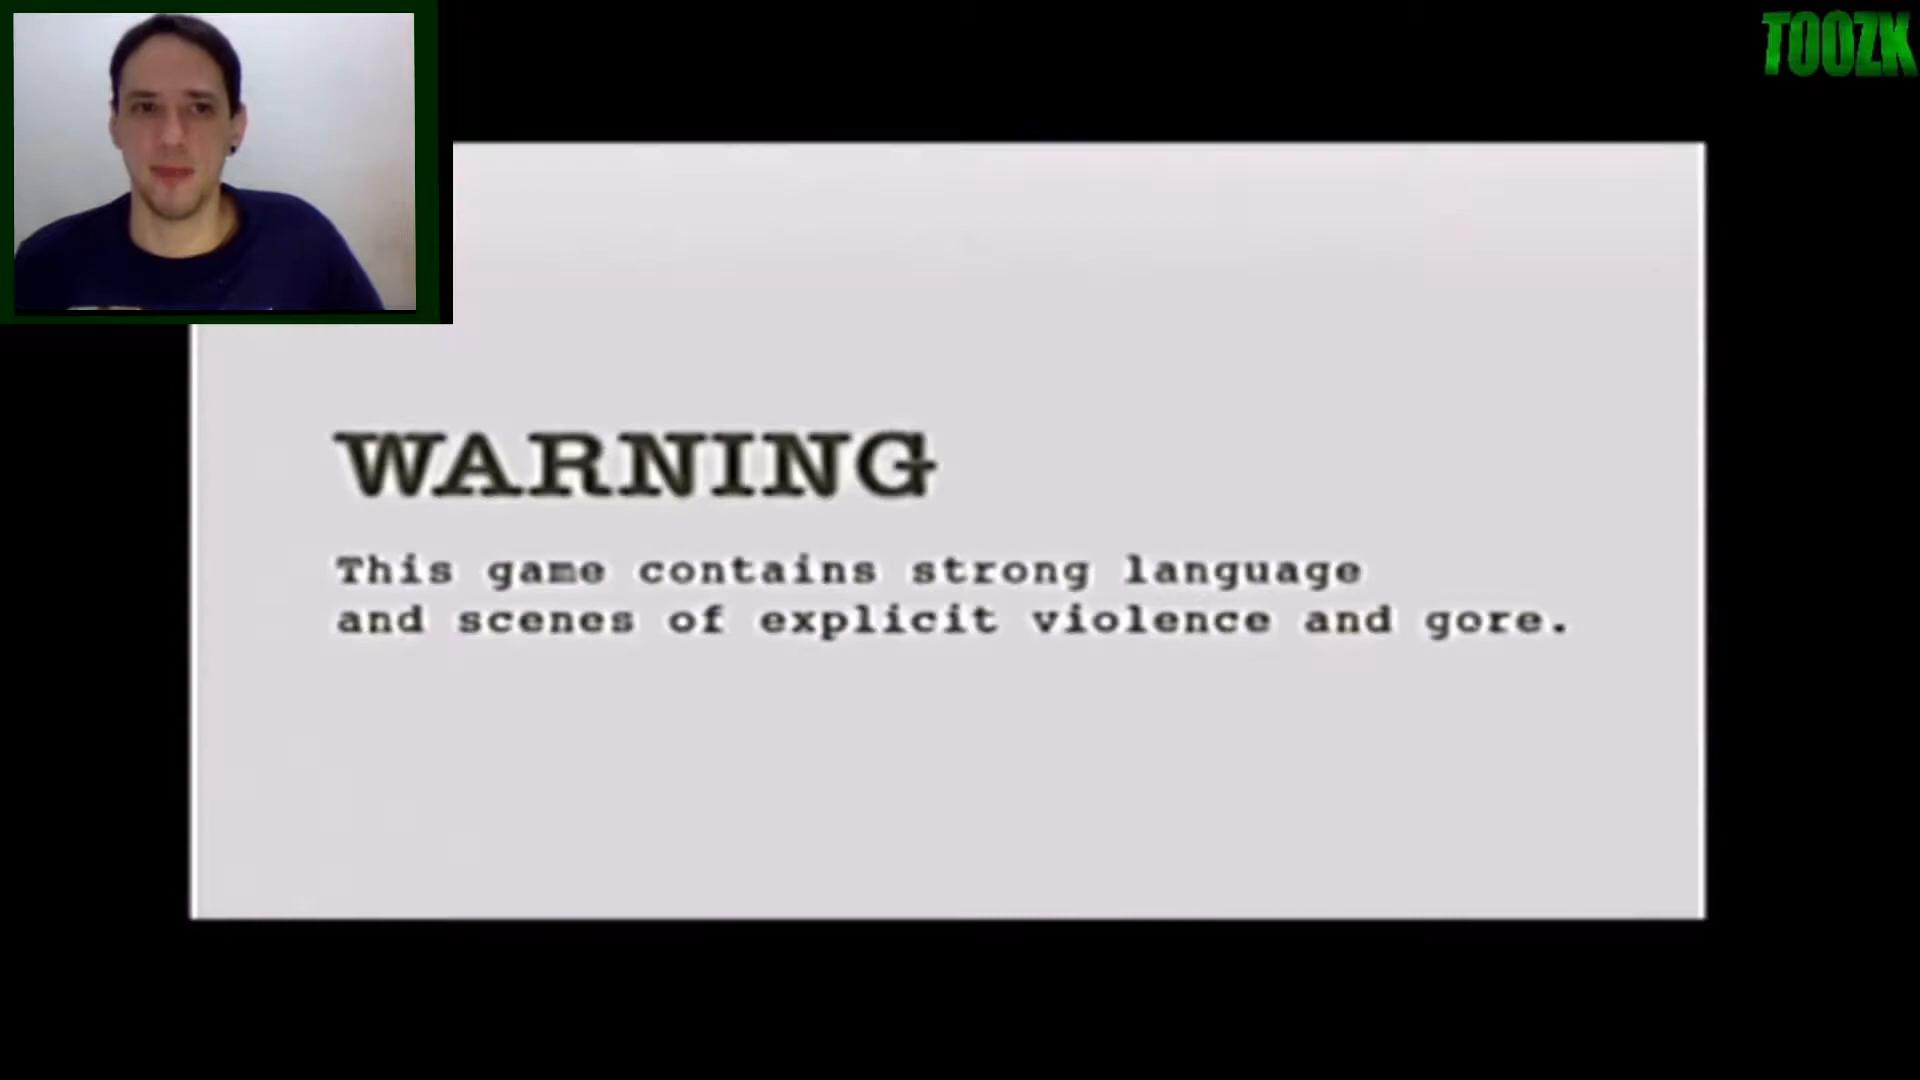 TOOZK
WARNING
This game contains strong language
and scenes of explicit violence and gore.